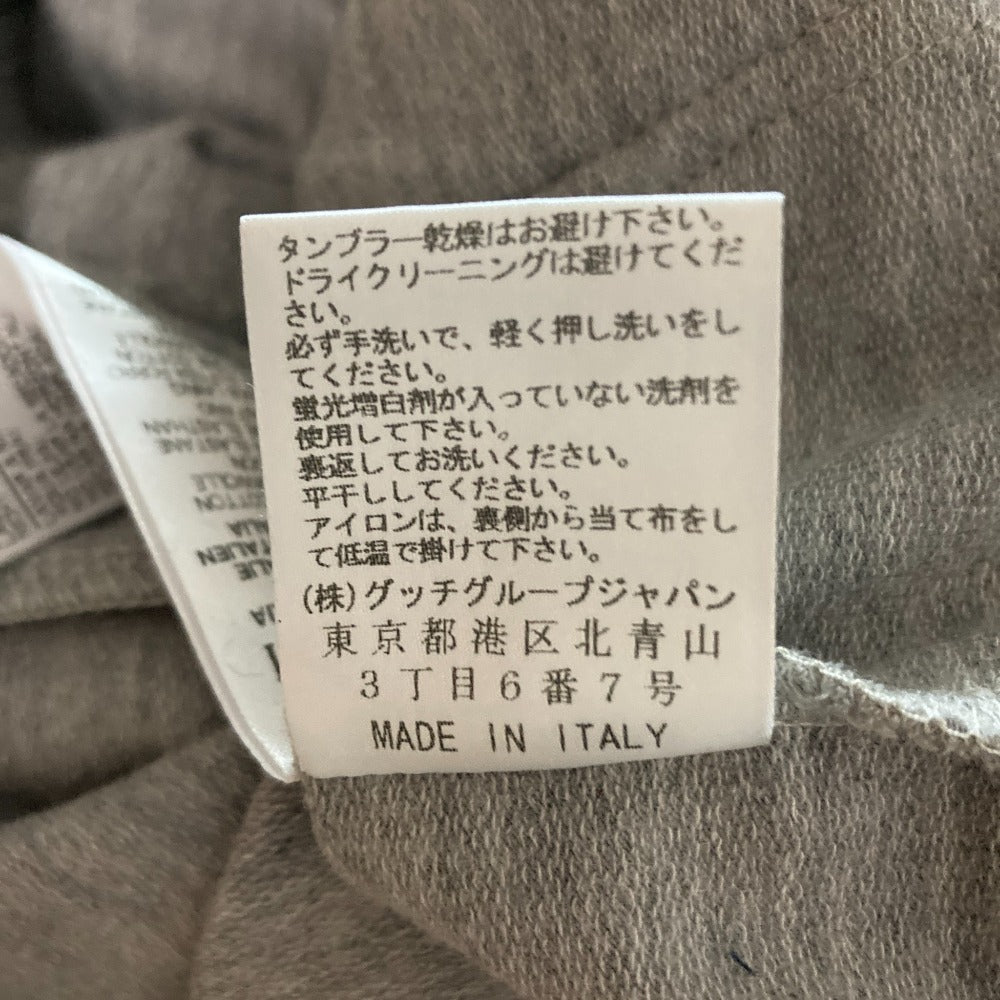 タンブラー乾燥はお避け下さい。
ドライクリーニングは避けてくだ
さい。
必ず手洗いで、軽く押し洗いをし
てください。
蛍光増白剤が入っていない洗剤を
使用して下さい。
裏返してお洗いください。
平干ししてください。
アイロンは、裏側から当て布をし
て低温で掛けて下さい。
(株)グッチグループジャパン
東京都港区北青山
3丁目6番7号
MADE IN ITALY
ELASTHAN
COTTON
ITALIEN